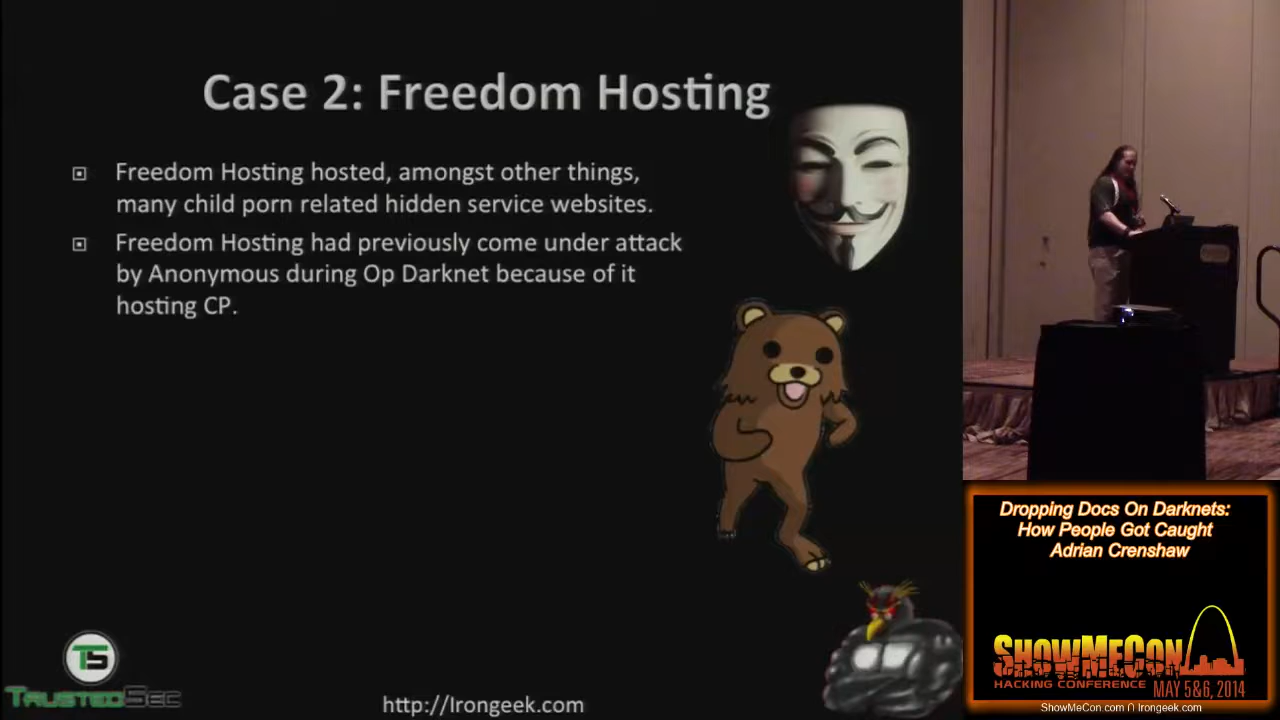 Case 2: Freedom Hosting
Freedom Hosting hosted, amongst other things,
many child porn related hidden service websites.
Freedom Hosting had previously come under attack
by Anonymous during Op Darknet because of it
hosting CP.
TS
TRUSTEDSEC
http://Irongeek.com
Dropping Docs On Darknets:
How People Got Caught
Adrian Crenshaw
SHOWMECON
HACKING CONFERENCE
MAY 5&6, 2014
ShowMeCon.com ∩ Irongeek.com